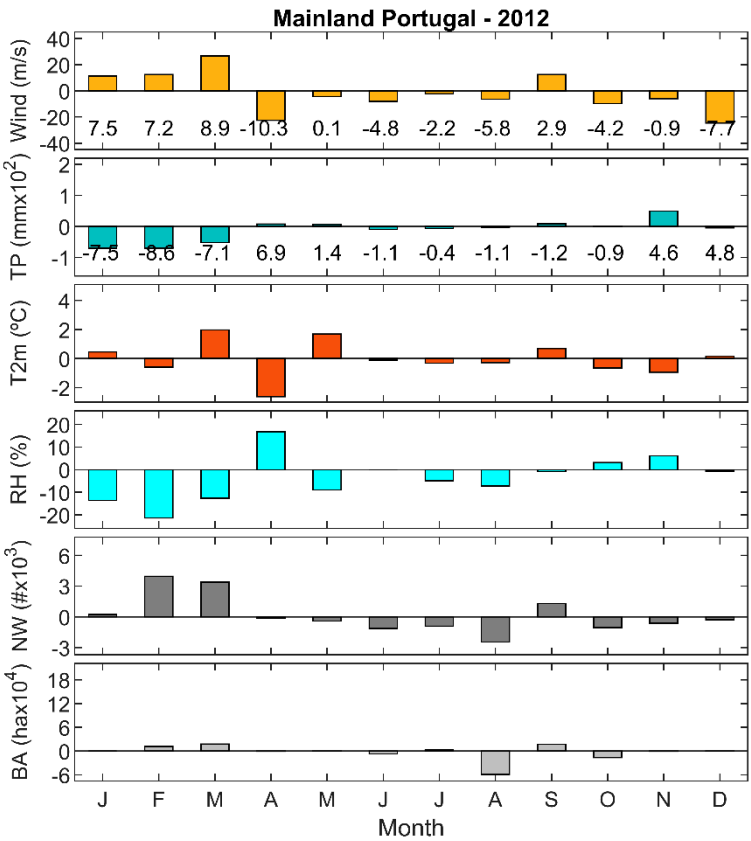 Mainland Portugal - 2012
Wind (m/s)
40
20
0
-20
-40
7.5 7.2 8.9 -10.3 0.1 -4.8 -2.2 -5.8 2.9 -4.2 -0.9 -7.7
TP (mmx10²)
2
1
0
-1
-7.5 -8.6 -7.1 6.9 1.4 -1.1 -0.4 -1.1 -1.2 -0.9 4.6 4.8
T2m (ºC)
4
2
0
-2
RH (%)
20
10
0
-10
-20
NW (#x10³)
6
3
0
-3
BA (hax10⁴)
18
12
6
0
-6
J F M A M J J A S O N D
Month